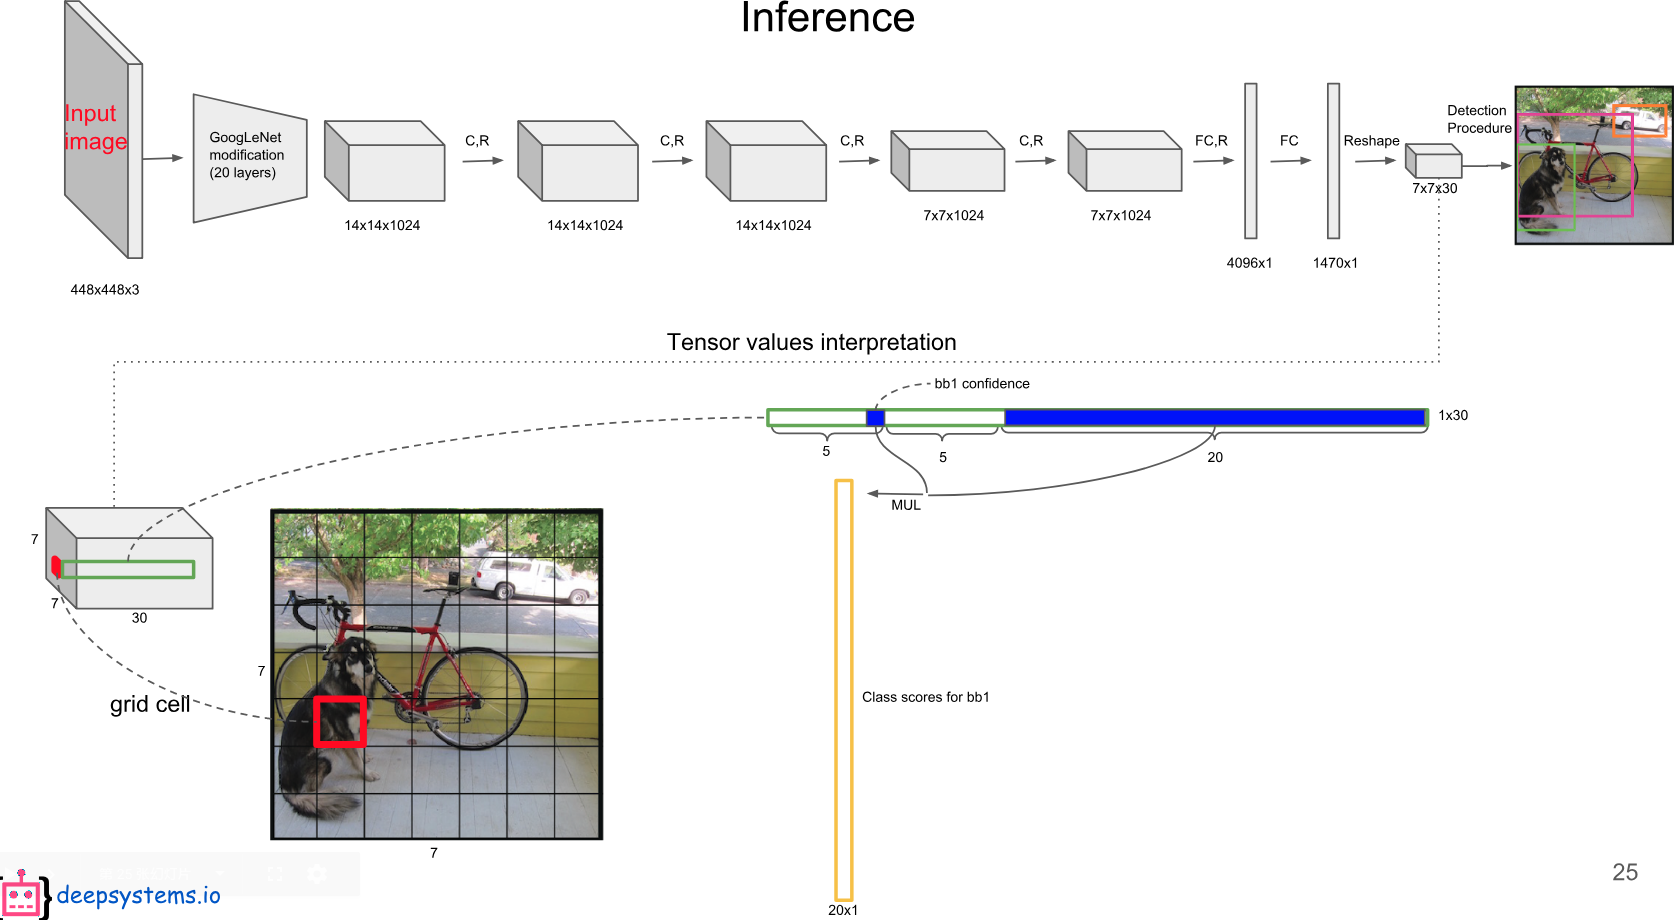 Inference
Input
image
GoogLeNet
modification
(20 layers)
C,R
C,R
C,R
C,R
FC,R
FC
Reshape
Detection
Procedure
448x448x3
14x14x1024
14x14x1024
14x14x1024
7x7x1024
7x7x1024
4096x1
1470x1
7x7x30
Tensor values interpretation
bb1 confidence
1x30
5
5
20
MUL
7
7
30
grid cell
7
7
Class scores for bb1
20x1
25
deepsystems.io